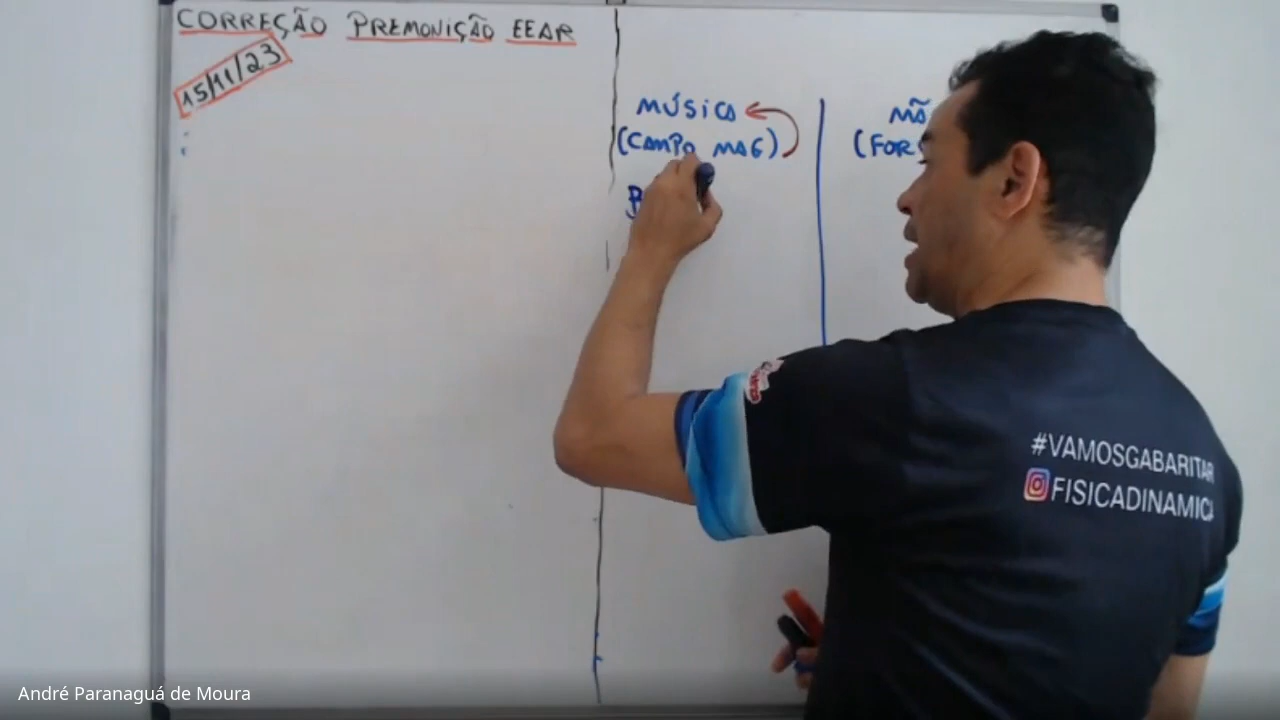 CORREÇÃO PREMONIÇÃO EEAR
15/11/23
MÚSICA
(CAMPO MAG)
B
MÃ
(FOR
#VAMOSGABARITAR
FISICADINAMICA
André Paranaguá de Moura